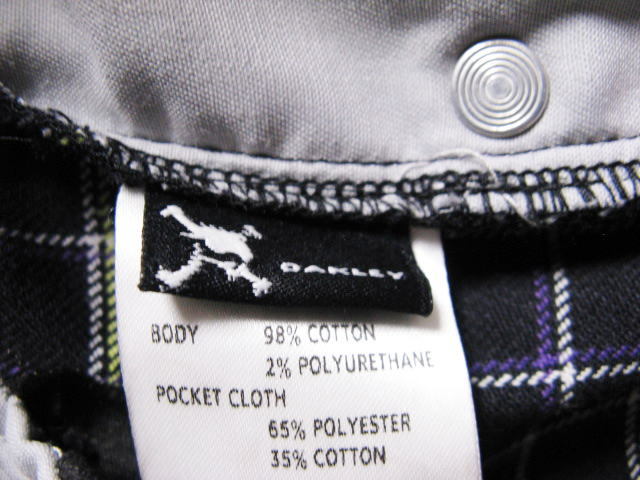 OAKLEY
BODY 98% COTTON
2% POLYURETHANE
POCKET CLOTH
65% POLYESTER
35% COTTON